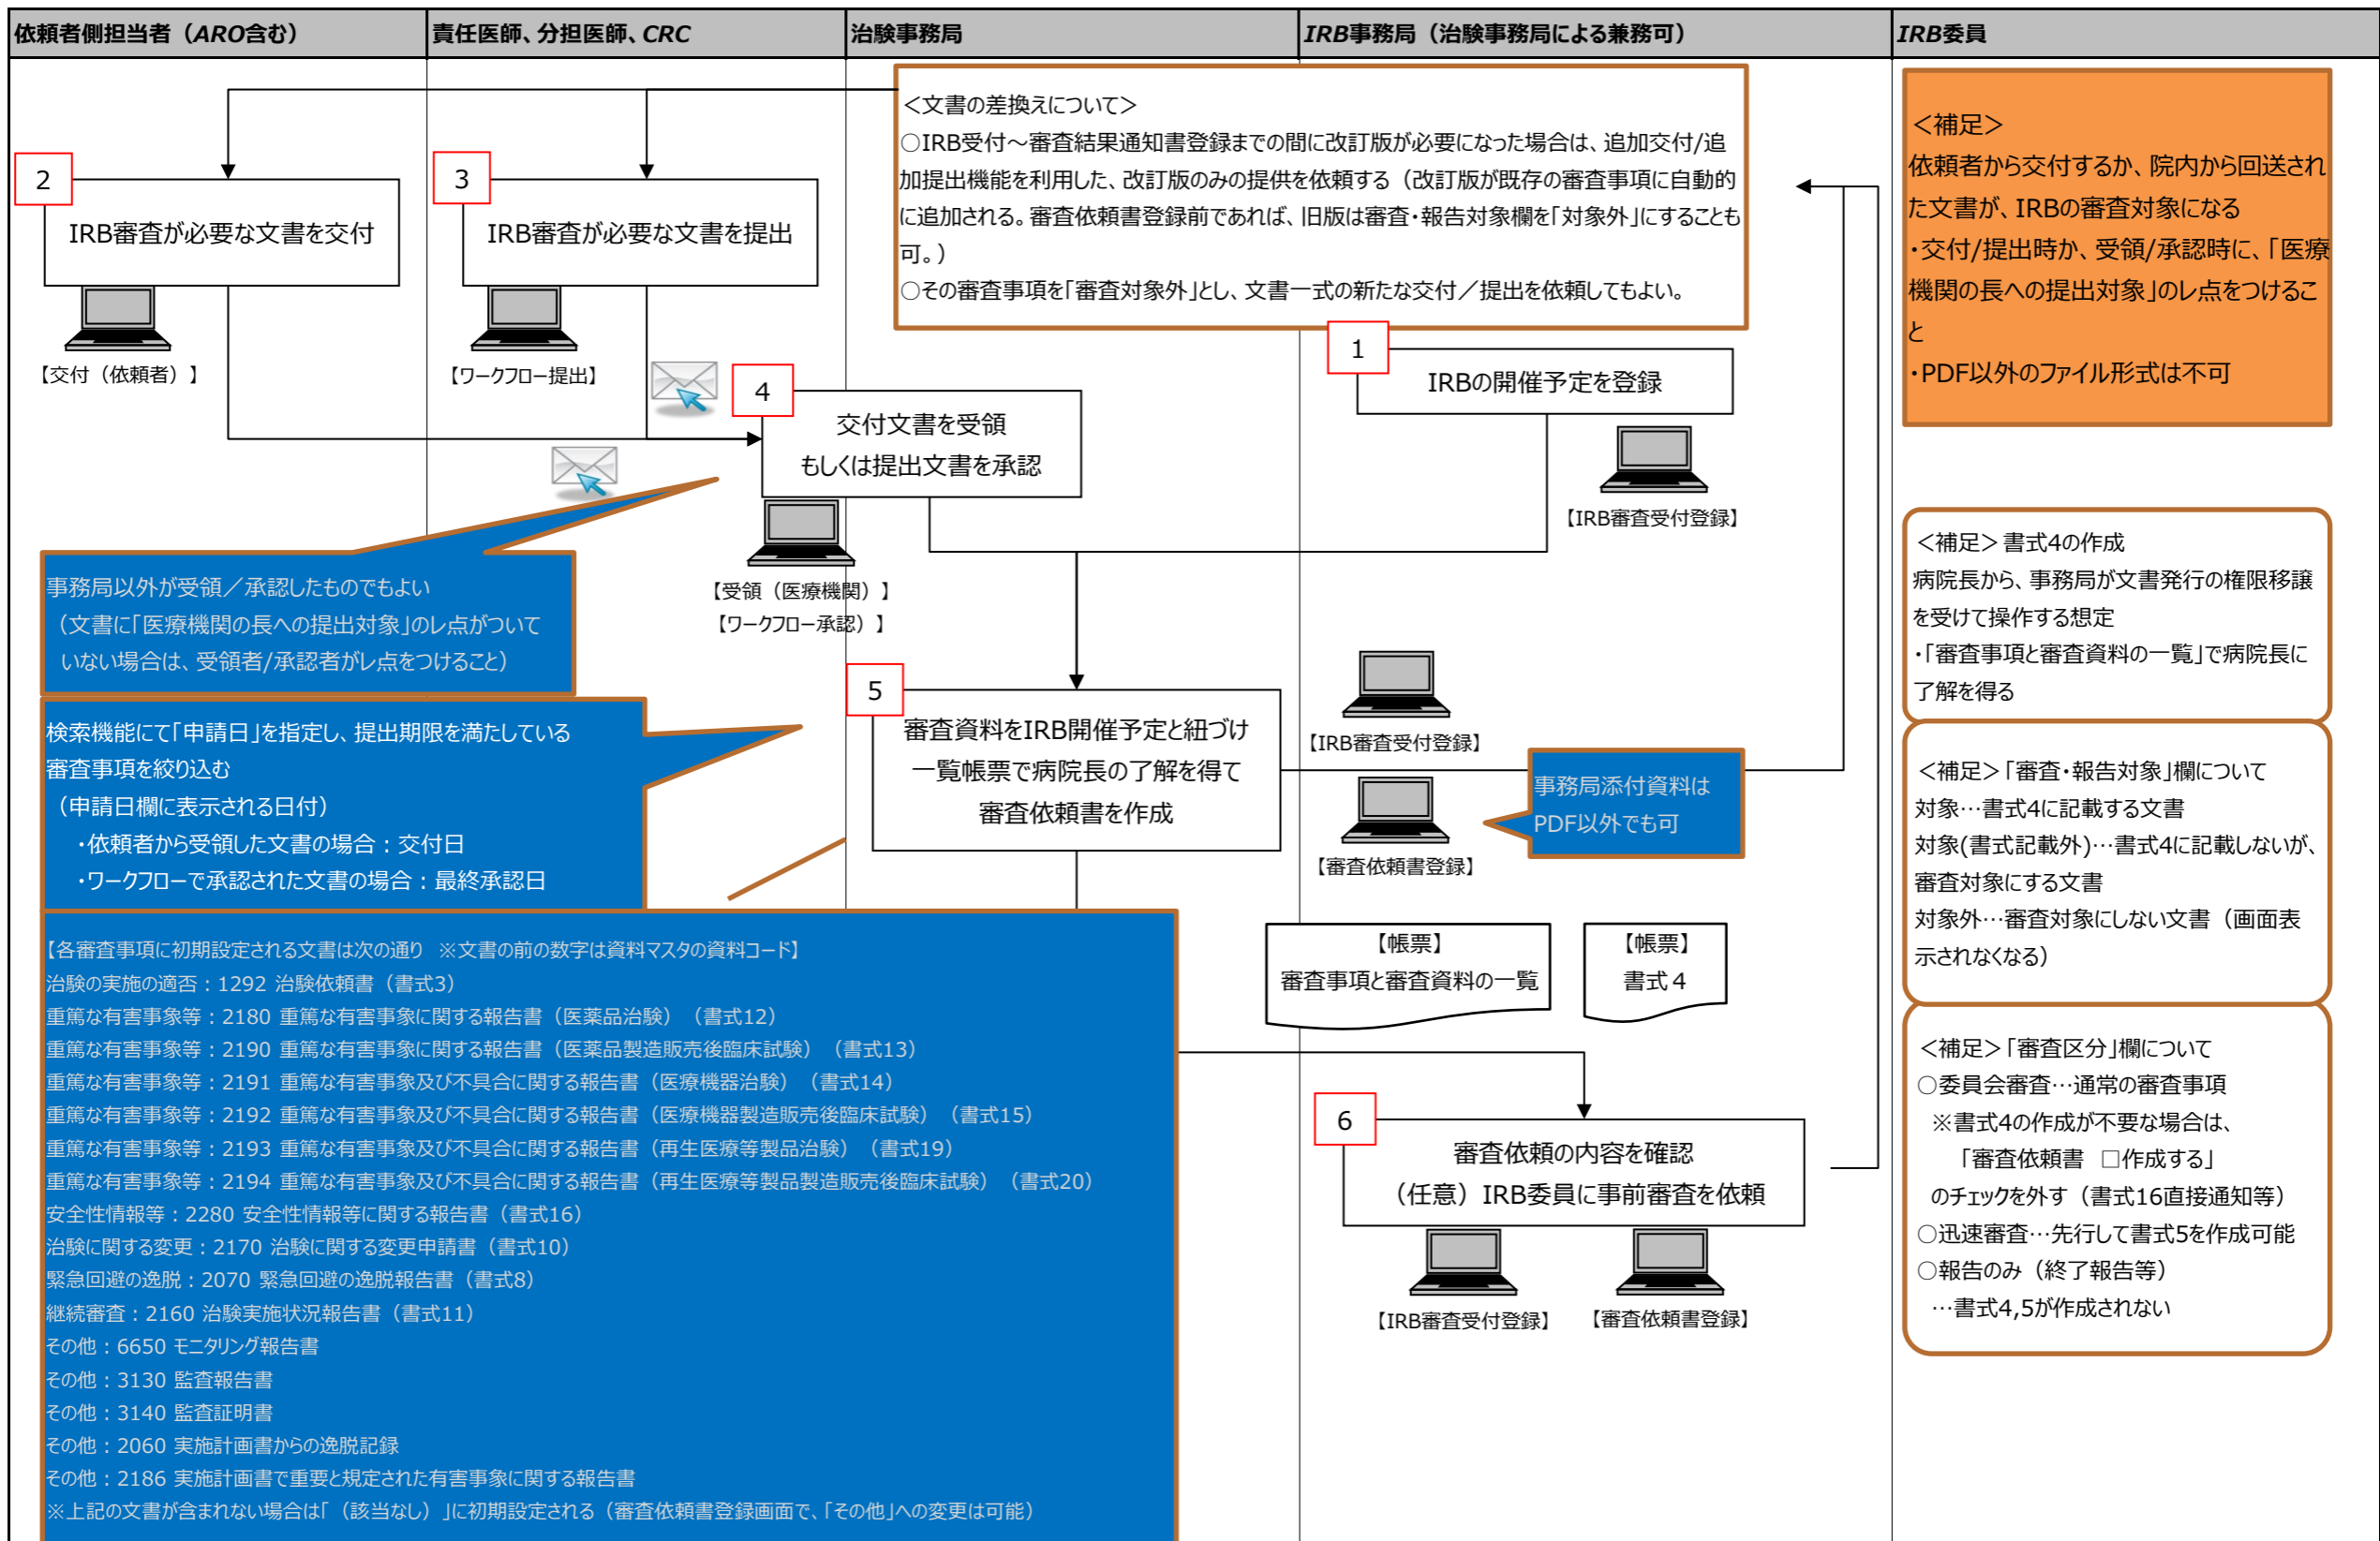 依頼者側担当者（ARO含む）
責任医師、分担医師、CRC
治験事務局
IRB事務局（治験事務局による兼務可）
IRB委員
＜文書の差換えについて＞
○IRB受付～審査結果通知書登録までの間に改訂版が必要になった場合は、追加交付/追
加提出機能を利用した、改訂版のみの提供を依頼する（改訂版が既存の審査事項に自動的
に追加される。審査依頼書登録前であれば、旧版は審査・報告対象欄を「対象外」にすることも
可。）
○その審査事項を「審査対象外」とし、文書一式の新たな交付／提出を依頼してもよい。
＜補足＞
依頼者から交付するか、院内から回送され
た文書が、IRBの審査対象になる
・交付/提出時か、受領/承認時に、「医療
機関の長への提出対象」のレ点をつけるこ
と
・PDF以外のファイル形式は不可
2
IRB審査が必要な文書を交付
【交付（依頼者）】
3
IRB審査が必要な文書を提出
【ワークフロー提出】
1
IRBの開催予定を登録
【IRB審査受付登録】
4
交付文書を受領
もしくは提出文書を承認
【受領（医療機関）】
【ワークフロー承認）】
事務局以外が受領／承認したものでもよい
（文書に「医療機関の長への提出対象」のレ点がついて
いない場合は、受領者/承認者がレ点をつけること）
＜補足＞書式4の作成
病院長から、事務局が文書発行の権限移譲
を受けて操作する想定
・「審査事項と審査資料の一覧」で病院長に
了解を得る
検索機能にて「申請日」を指定し、提出期限を満たしている
審査事項を絞り込む
（申請日欄に表示される日付）
・依頼者から受領した文書の場合：交付日
・ワークフローで承認された文書の場合：最終承認日
5
審査資料をIRB開催予定と紐づけ
一覧帳票で病院長の了解を得て
審査依頼書を作成
【IRB審査受付登録】
【審査依頼書登録】
事務局添付資料は
PDF以外でも可
＜補足＞「審査・報告対象」欄について
対象…書式4に記載する文書
対象(書式記載外)…書式4に記載しないが、
審査対象にする文書
対象外…審査対象にしない文書（画面表
示されなくなる）
【各審査事項に初期設定される文書は次の通り　※文書の前の数字は資料マスタの資料コード】
治験の実施の適否：1292 治験依頼書（書式3）
重篤な有害事象等：2180 重篤な有害事象に関する報告書（医薬品治験）（書式12）
重篤な有害事象等：2190 重篤な有害事象に関する報告書（医薬品製造販売後臨床試験）（書式13）
重篤な有害事象等：2191 重篤な有害事象及び不具合に関する報告書（医療機器治験）（書式14）
重篤な有害事象等：2192 重篤な有害事象及び不具合に関する報告書（医療機器製造販売後臨床試験）（書式15）
重篤な有害事象等：2193 重篤な有害事象及び不具合に関する報告書（再生医療等製品治験）（書式19）
重篤な有害事象等：2194 重篤な有害事象及び不具合に関する報告書（再生医療等製品製造販売後臨床試験）（書式20）
安全性情報等：2280 安全性情報等に関する報告書（書式16）
治験に関する変更：2170 治験に関する変更申請書（書式10）
緊急回避の逸脱：2070 緊急回避の逸脱報告書（書式8）
継続審査：2160 治験実施状況報告書（書式11）
その他：6650 モニタリング報告書
その他：3130 監査報告書
その他：3140 監査証明書
その他：2060 実施計画書からの逸脱記録
その他：2186 実施計画書で重要と規定された有害事象に関する報告書
※上記の文書が含まれない場合は「（該当なし）」に初期設定される（審査依頼書登録画面で、「その他」への変更は可能）
【帳票】
審査事項と審査資料の一覧
【帳票】
書式４
6
審査依頼の内容を確認
（任意）IRB委員に事前審査を依頼
【IRB審査受付登録】
【審査依頼書登録】
＜補足＞「審査区分」欄について
○委員会審査…通常の審査事項
※書式4の作成が不要な場合は、
「審査依頼書　□作成する」
のチェックを外す（書式16直接通知等）
○迅速審査…先行して書式5を作成可能
○報告のみ（終了報告等）
…書式4,5が作成されない